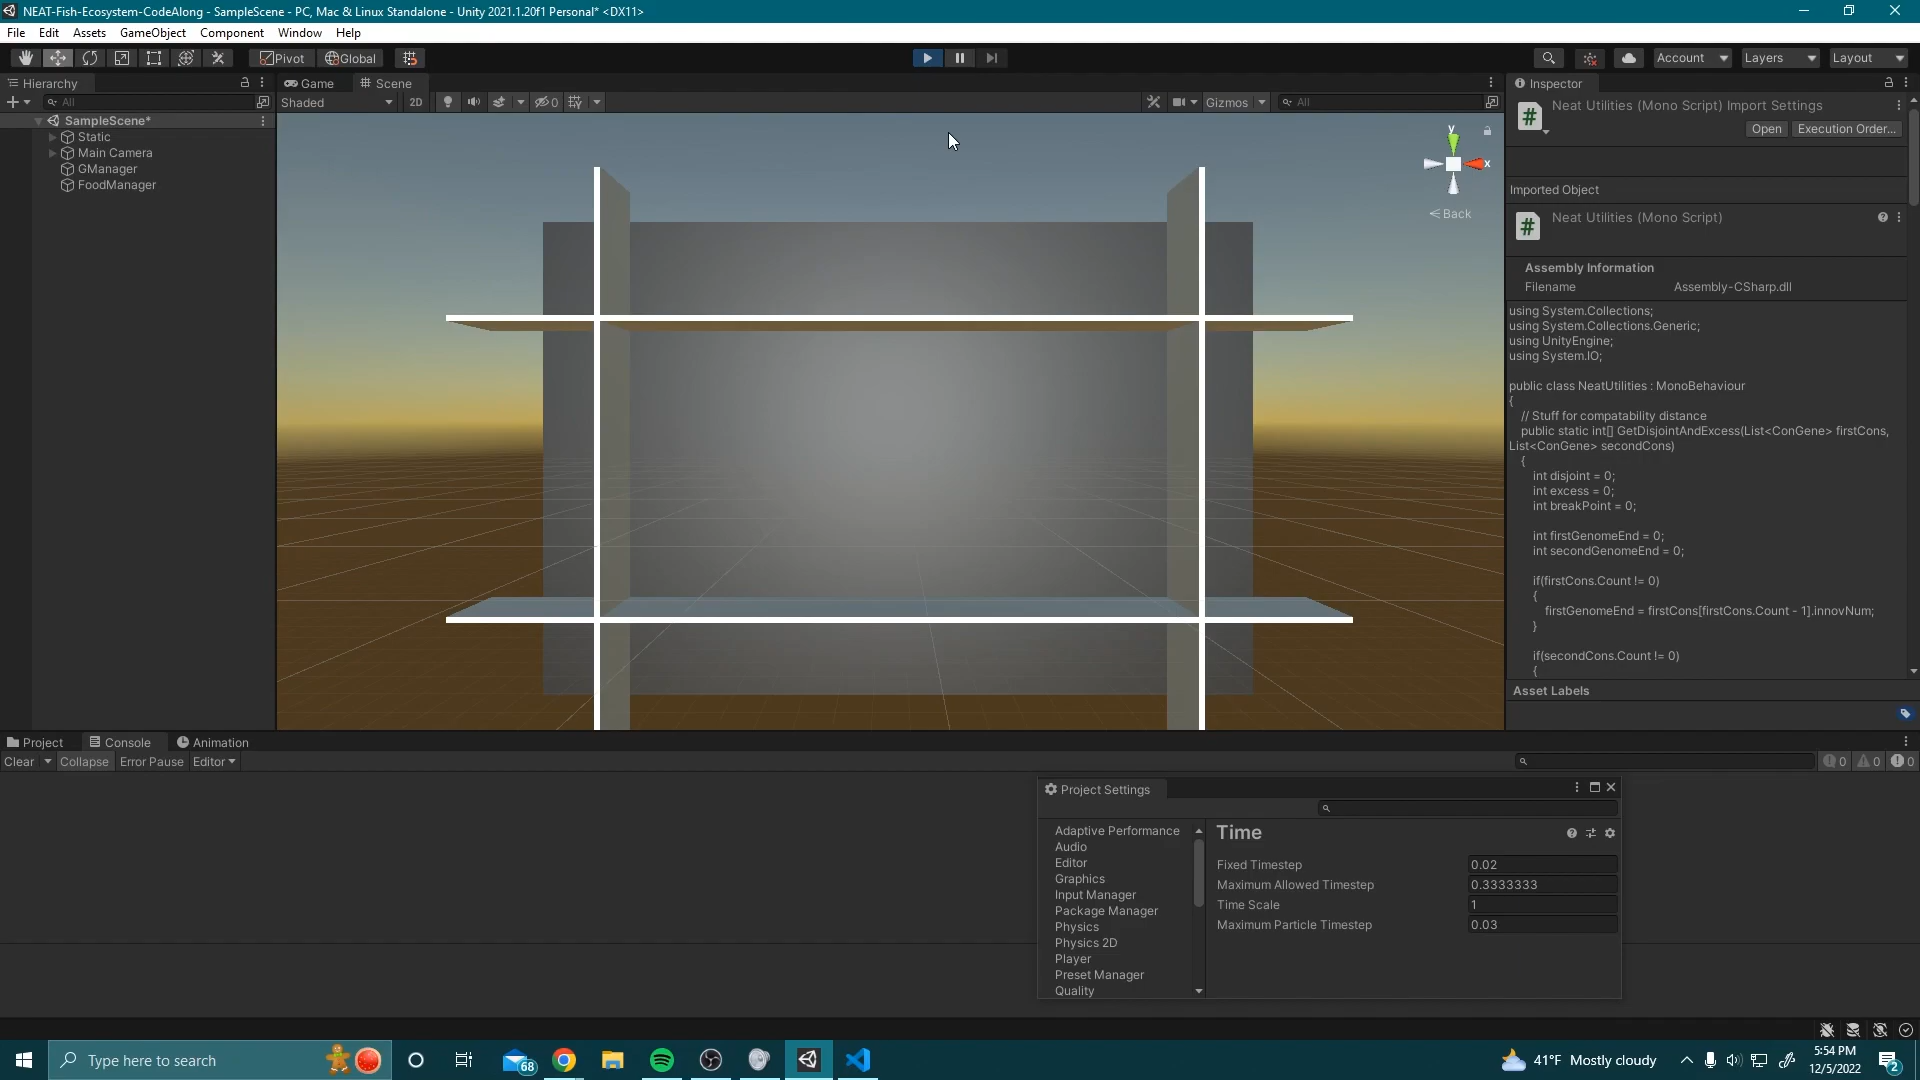 NEAT-Fish-Ecosystem-CodeAlong - SampleScene - PC, Mac & Linux Standalone - Unity 2021.1.20f1 Personal* <DX11>
File Edit Assets GameObject Component Window Help
Pivot Global Account Layers Layout
Hierarchy
All
SampleScene*
Static
Main Camera
GManager
FoodManager
Game Scene
Shaded 2D 0 Gizmos All
y
x
Back
Inspector
Neat Utilities (Mono Script) Import Settings
Open Execution Order...
Imported Object
Neat Utilities (Mono Script)
Assembly Information
Filename Assembly-CSharp.dll
using System.Collections;
using System.Collections.Generic;
using UnityEngine;
using System.IO;
public class NeatUtilities : MonoBehaviour
{
// Stuff for compatability distance
public static int[] GetDisjointAndExcess(List<ConGene> firstCons,
List<ConGene> secondCons)
{
int disjoint = 0;
int excess = 0;
int breakPoint = 0;
int firstGenomeEnd = 0;
int secondGenomeEnd = 0;
if(firstCons.Count != 0)
{
firstGenomeEnd = firstCons[firstCons.Count - 1].innovNum;
}
if(secondCons.Count != 0)
{
Asset Labels
Project Console Animation
Clear Collapse Error Pause Editor 0 0 0
Project Settings
Adaptive Performance
Audio
Editor
Graphics
Input Manager
Package Manager
Physics
Physics 2D
Player
Preset Manager
Quality
Time
Fixed Timestep 0.02
Maximum Allowed Timestep 0.3333333
Time Scale 1
Maximum Particle Timestep 0.03
Type here to search
68
41°F Mostly cloudy
5:54 PM
12/5/2022
2